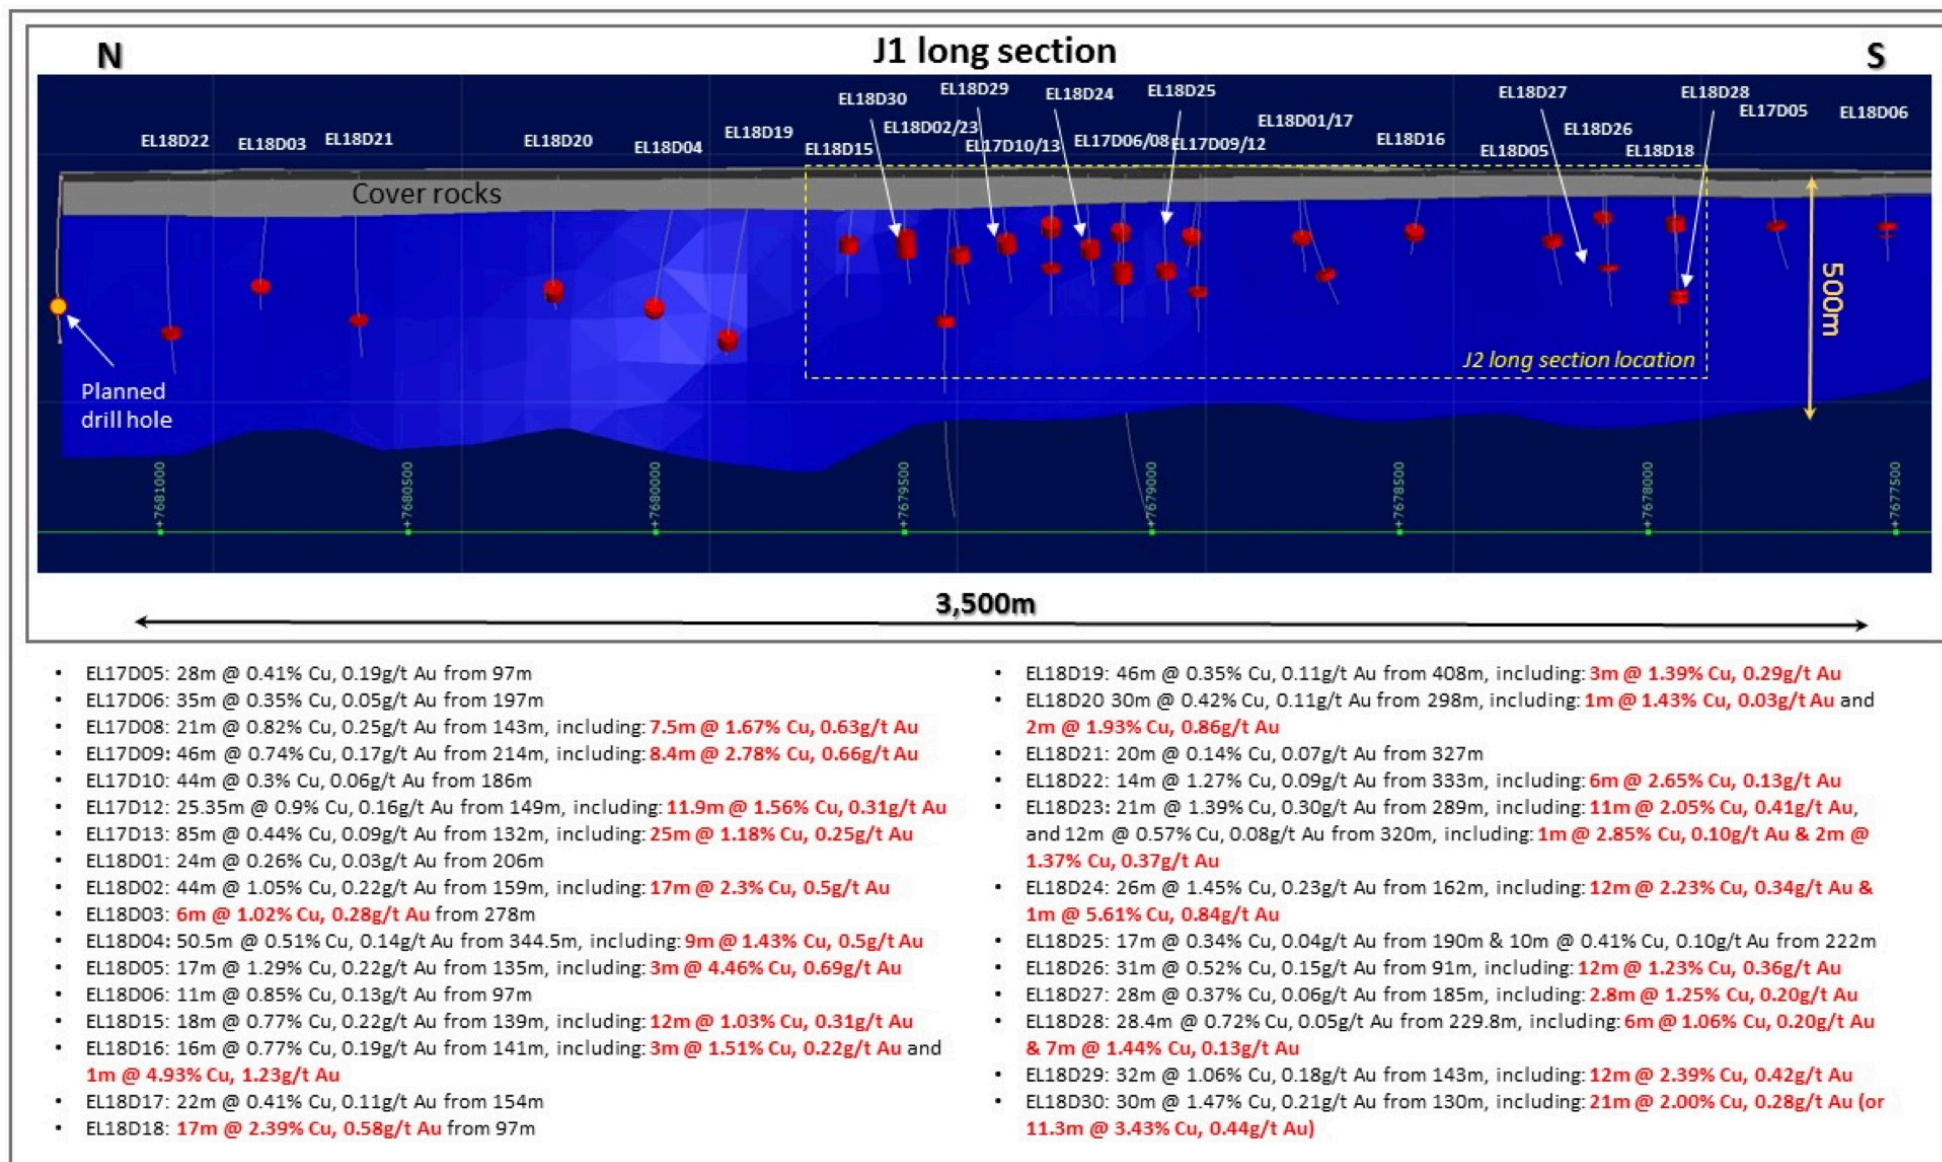 N
J1 long section
S
EL18D30
EL18D29
EL18D24
EL18D25
EL18D27
EL18D28
EL17D05
EL18D06
EL18D22
EL18D03
EL18D21
EL18D20
EL18D04
EL18D19
EL18D15
EL18D02/23
EL17D10/13
EL17D06/08
EL17D09/12
EL18D01/17
EL18D16
EL18D05
EL18D26
EL18D18
Cover rocks
500m
J2 long section location
Planned
drill hole
+7681000
+7680500
+7680000
+7679500
+7679000
+7678500
+7678000
+7677500
3,500m
• EL17D05: 28m @ 0.41% Cu, 0.19g/t Au from 97m
• EL17D06: 35m @ 0.35% Cu, 0.05g/t Au from 197m
• EL17D08: 21m @ 0.82% Cu, 0.25g/t Au from 143m, including: 7.5m @ 1.67% Cu, 0.63g/t Au
• EL17D09: 46m @ 0.74% Cu, 0.17g/t Au from 214m, including: 8.4m @ 2.78% Cu, 0.66g/t Au
• EL17D10: 44m @ 0.3% Cu, 0.06g/t Au from 186m
• EL17D12: 25.35m @ 0.9% Cu, 0.16g/t Au from 149m, including: 11.9m @ 1.56% Cu, 0.31g/t Au
• EL17D13: 85m @ 0.44% Cu, 0.09g/t Au from 132m, including: 25m @ 1.18% Cu, 0.25g/t Au
• EL18D01: 24m @ 0.26% Cu, 0.03g/t Au from 206m
• EL18D02: 44m @ 1.05% Cu, 0.22g/t Au from 159m, including: 17m @ 2.3% Cu, 0.5g/t Au
• EL18D03: 6m @ 1.02% Cu, 0.28g/t Au from 278m
• EL18D04: 50.5m @ 0.51% Cu, 0.14g/t Au from 344.5m, including: 9m @ 1.43% Cu, 0.5g/t Au
• EL18D05: 17m @ 1.29% Cu, 0.22g/t Au from 135m, including: 3m @ 4.46% Cu, 0.69g/t Au
• EL18D06: 11m @ 0.85% Cu, 0.13g/t Au from 97m
• EL18D15: 18m @ 0.77% Cu, 0.22g/t Au from 139m, including: 12m @ 1.03% Cu, 0.31g/t Au
• EL18D16: 16m @ 0.77% Cu, 0.19g/t Au from 141m, including: 3m @ 1.51% Cu, 0.22g/t Au and
1m @ 4.93% Cu, 1.23g/t Au
• EL18D17: 22m @ 0.41% Cu, 0.11g/t Au from 154m
• EL18D18: 17m @ 2.39% Cu, 0.58g/t Au from 97m
• EL18D19: 46m @ 0.35% Cu, 0.11g/t Au from 408m, including: 3m @ 1.39% Cu, 0.29g/t Au
• EL18D20 30m @ 0.42% Cu, 0.11g/t Au from 298m, including: 1m @ 1.43% Cu, 0.03g/t Au and
2m @ 1.93% Cu, 0.86g/t Au
• EL18D21: 20m @ 0.14% Cu, 0.07g/t Au from 327m
• EL18D22: 14m @ 1.27% Cu, 0.09g/t Au from 333m, including: 6m @ 2.65% Cu, 0.13g/t Au
• EL18D23: 21m @ 1.39% Cu, 0.30g/t Au from 289m, including: 11m @ 2.05% Cu, 0.41g/t Au,
and 12m @ 0.57% Cu, 0.08g/t Au from 320m, including: 1m @ 2.85% Cu, 0.10g/t Au & 2m @
1.37% Cu, 0.37g/t Au
• EL18D24: 26m @ 1.45% Cu, 0.23g/t Au from 162m, including: 12m @ 2.23% Cu, 0.34g/t Au &
1m @ 5.61% Cu, 0.84g/t Au
• EL18D25: 17m @ 0.34% Cu, 0.04g/t Au from 190m & 10m @ 0.41% Cu, 0.10g/t Au from 222m
• EL18D26: 31m @ 0.52% Cu, 0.15g/t Au from 91m, including: 12m @ 1.23% Cu, 0.36g/t Au
• EL18D27: 28m @ 0.37% Cu, 0.06g/t Au from 185m, including: 2.8m @ 1.25% Cu, 0.20g/t Au
• EL18D28: 28.4m @ 0.72% Cu, 0.05g/t Au from 229.8m, including: 6m @ 1.06% Cu, 0.20g/t Au
& 7m @ 1.44% Cu, 0.13g/t Au
• EL18D29: 32m @ 1.06% Cu, 0.18g/t Au from 143m, including: 12m @ 2.39% Cu, 0.42g/t Au
• EL18D30: 30m @ 1.47% Cu, 0.21g/t Au from 130m, including: 21m @ 2.00% Cu, 0.28g/t Au (or
11.3m @ 3.43% Cu, 0.44g/t Au)